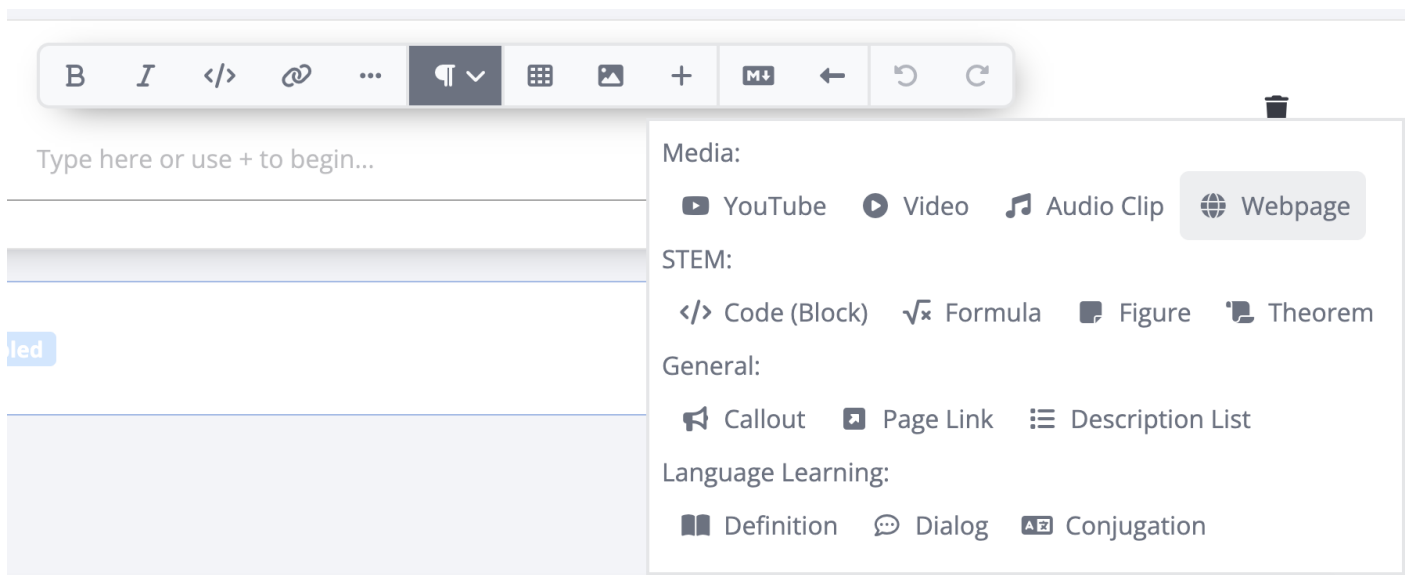 B I </> ... ¶ + M↓
Type here or use + to begin...
Media:
YouTube Video Audio Clip Webpage
STEM:
</> Code (Block) √x Formula Figure Theorem
General:
Callout Page Link Description List
Language Learning:
Definition Dialog Conjugation